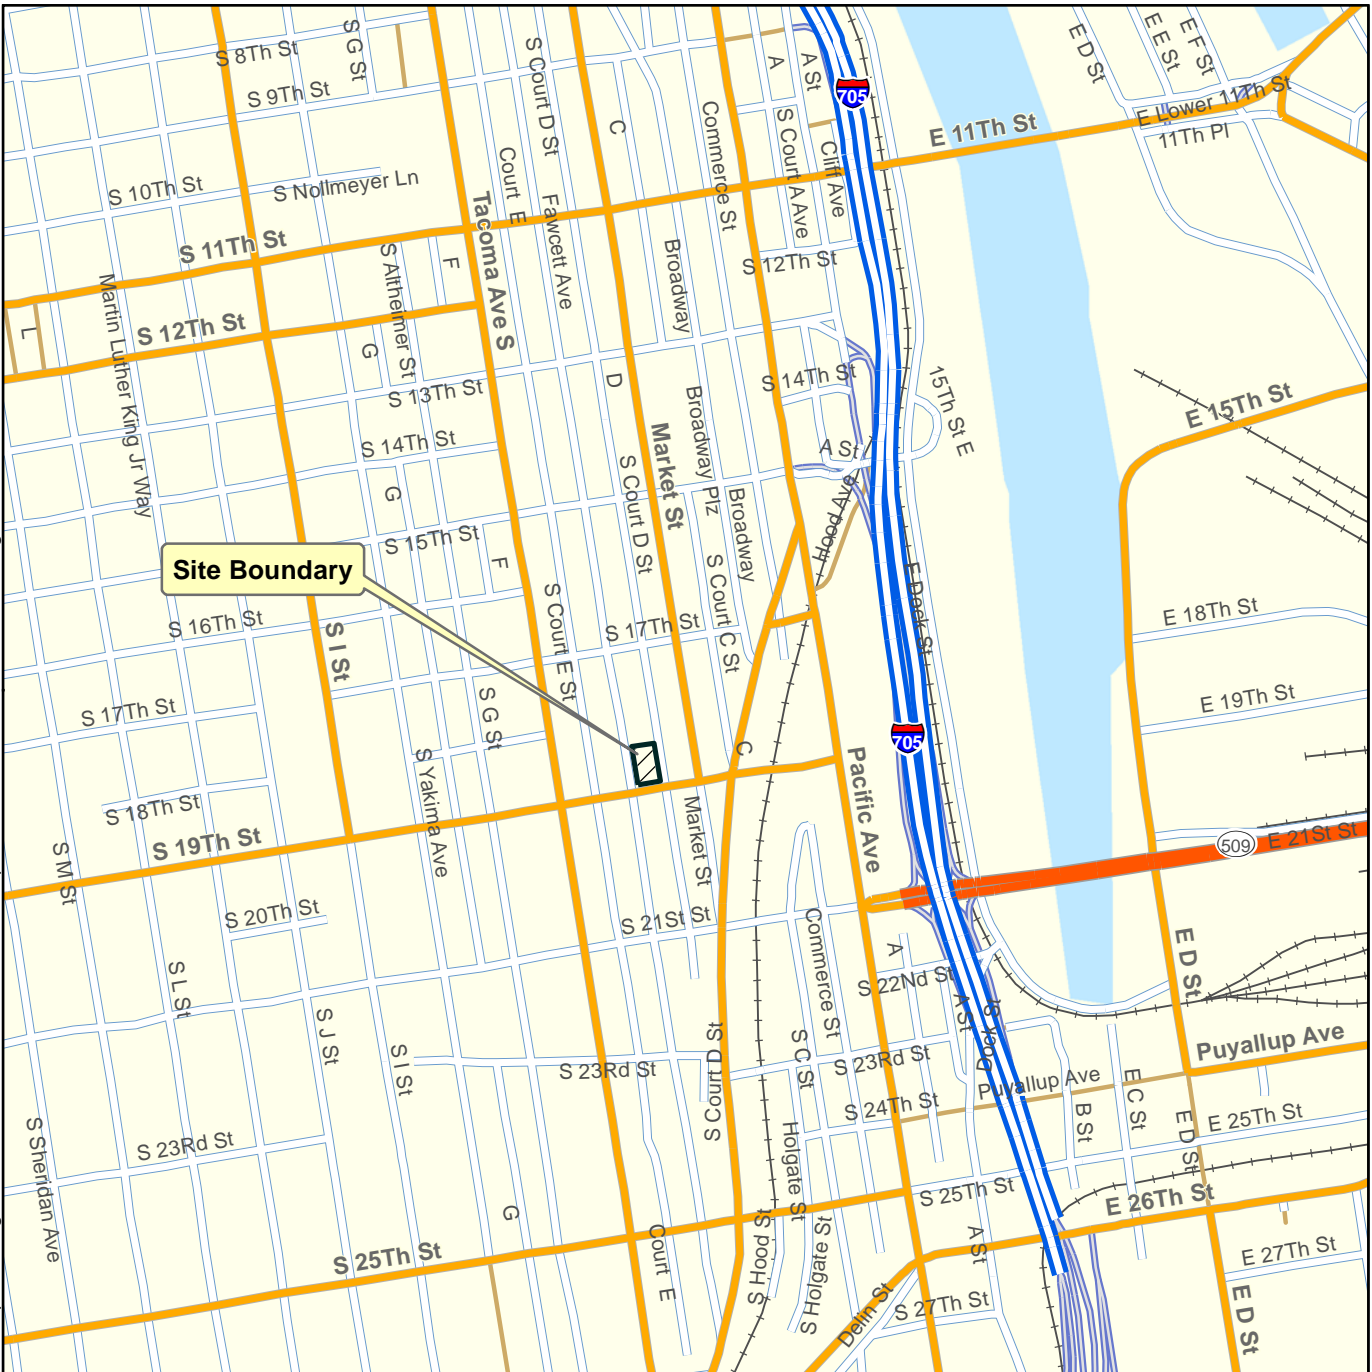 S 8Th St
S G St
S 9Th St
S Court D St
C
Commerce St
A
A St
705
S Court A Ave
Cliff Ave
E D St
E E St
E F St
E Lower 11Th St
11Th Pl
E 11Th St
S 10Th St
S Nollmeyer Ln
Court E
Fawcett Ave
Tacoma Ave S
S 11Th St
S Altheimer St
F
Broadway
S 12Th St
L
Martin Luther King Jr Way
S 12Th St
G
S 13Th St
D
S 14Th St
15Th St E
E 15Th St
S 14Th St
G
Market St
Broadway Plz
Broadway
A St
Hood Ave
S Court D St
S 15Th St
F
Site Boundary
S Court E St
S Court C St
E Dock St
S 16Th St
S I St
S 17Th St
E 18Th St
S 17Th St
S G St
E 19Th St
S Yakima Ave
C
705
Pacific Ave
S 18Th St
S 19Th St
Market St
509
E 21St St
S M St
S 20Th St
S 21St St
Commerce St
A
E D St
S L St
S 22Nd St
A St
Dock St
S J St
S I St
S Court D St
S 23Rd St
S C St
S 23Rd St
Puyallup Ave
Puyallup Ave
S 24Th St
B St
E C St
E D St
E 25Th St
S Sheridan Ave
S 23Rd St
Holgate St
S 25Th St
E 26Th St
G
Court E
S Hood St
S Holgate St
A St
S 25Th St
E 27Th St
Delin St
S 27Th St
E D St